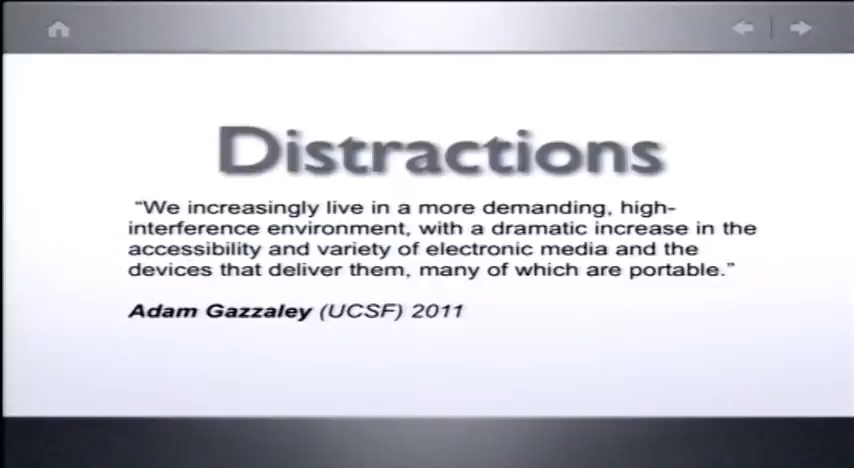 Distractions
“We increasingly live in a more demanding, high-
interference environment, with a dramatic increase in the
accessibility and variety of electronic media and the
devices that deliver them, many of which are portable.”
Adam Gazzaley (UCSF) 2011